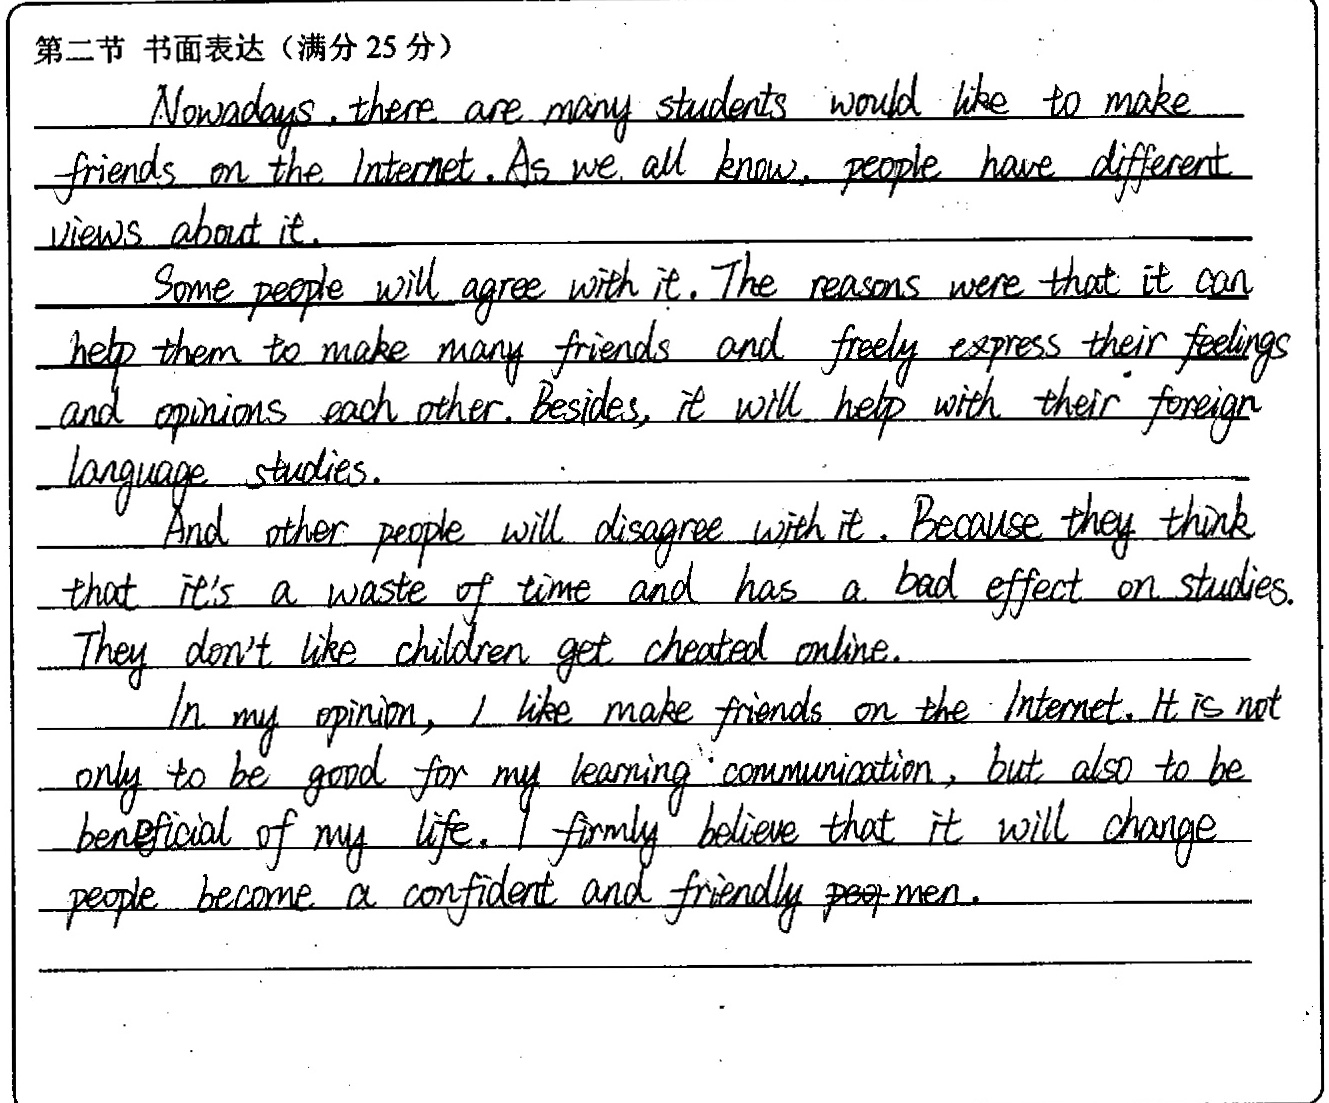 第二节 书面表达（满分 25 分）
Nowadays, there are many students would like to make
friends on the Internet. As we all know, people have different
views about it.
Some people will agree with it. The reasons were that it can
help them to make many friends and freely express their feelings
and opinions each other. Besides, it will help with their foreign
language studies.
And other people will disagree with it. Because they think
that it's a waste of time and has a bad effect on studies.
They don't like children get cheated online.
In my opinion, I like make friends on the Internet. It is not
only to be good for my learning communication, but also to be
beneficial of my life. I firmly believe that it will change
people become a confident and friendly men.